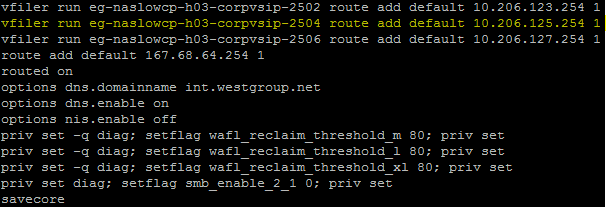 vfiler run eg-naslowcp-h03-corpvsip-2502 route add default 10.206.123.254 1
vfiler run eg-naslowcp-h03-corpvsip-2504 route add default 10.206.125.254 1
vfiler run eg-naslowcp-h03-corpvsip-2506 route add default 10.206.127.254 1
route add default 167.68.64.254 1
routed on
options dns.domainname int.westgroup.net
options dns.enable on
options nis.enable off
priv set -q diag; setflag wafl_reclaim_threshold_m 80; priv set
priv set -q diag; setflag wafl_reclaim_threshold_l 80; priv set
priv set -q diag; setflag wafl_reclaim_threshold_xl 80; priv set
priv set diag; setflag smb_enable_2_1 0; priv set
savecore